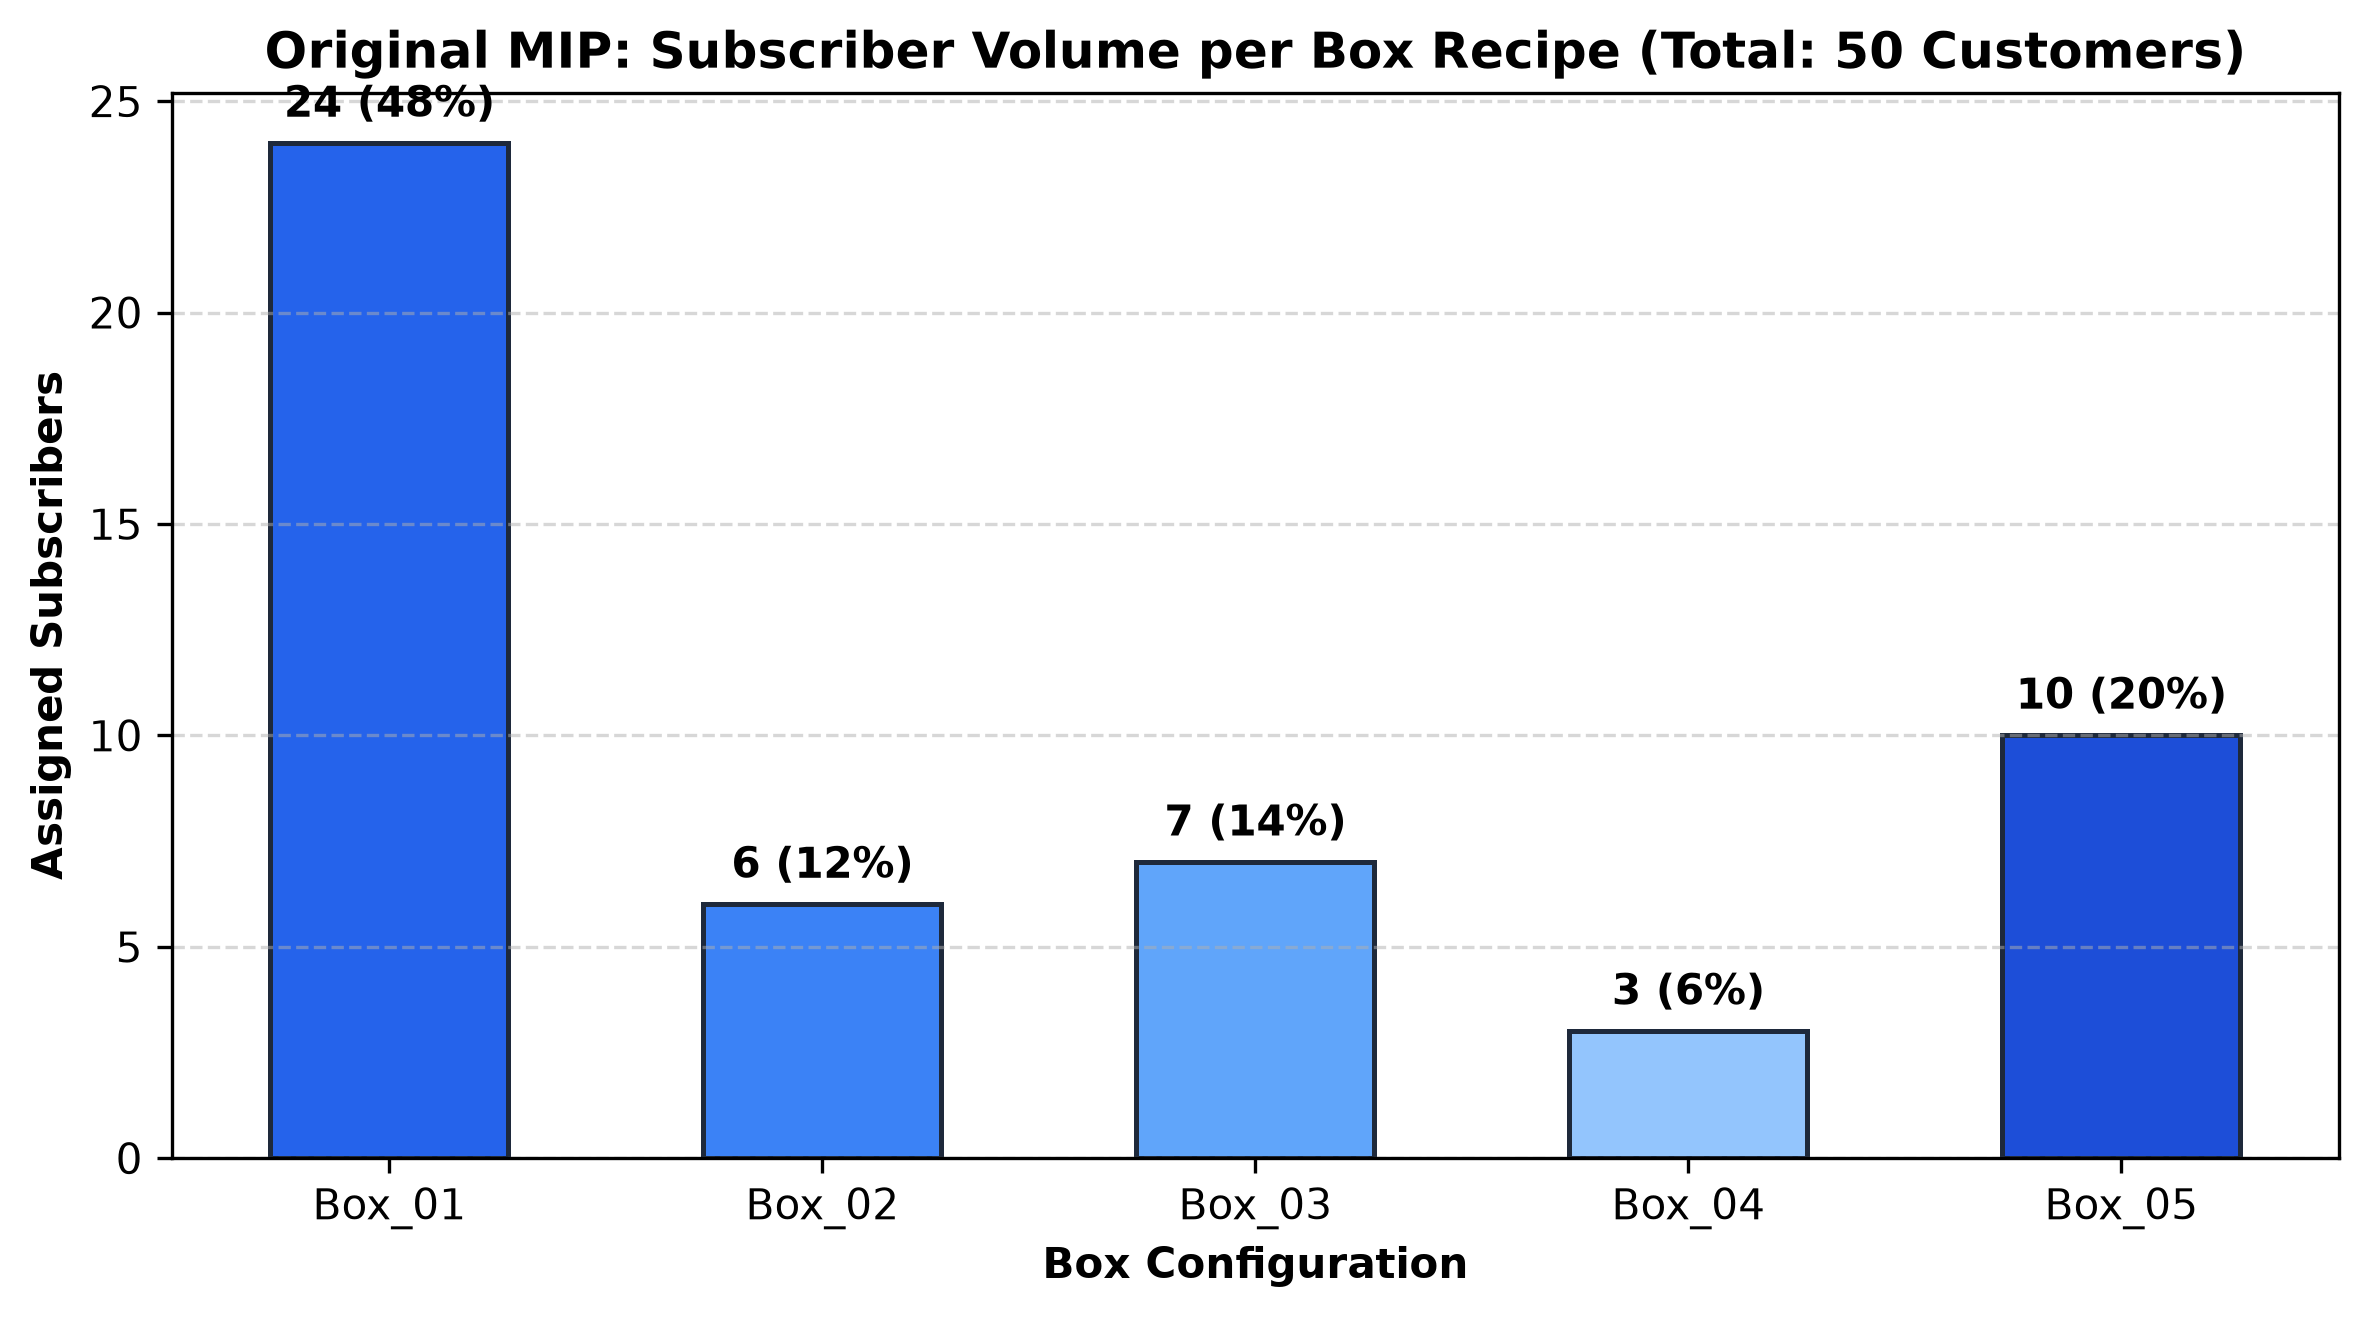 Original MIP: Subscriber Volume per Box Recipe (Total: 50 Customers)
24 (48%)
25
20
15
10
5
0
Assigned Subscribers
6 (12%)
7 (14%)
3 (6%)
10 (20%)
Box_01 Box_02 Box_03 Box_04 Box_05
Box Configuration